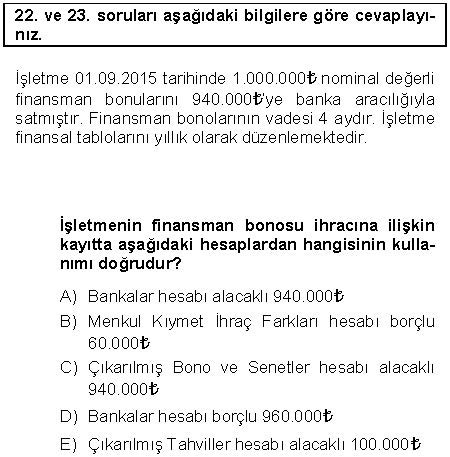 22. ve 23. soruları aşağıdaki bilgilere göre cevaplayı-
nız.
İşletme 01.09.2015 tarihinde 1.000.000₺ nominal değerli
finansman bonularını 940.000₺'ye banka aracılığıyla
satmıştır. Finansman bonolarının vadesi 4 aydır. İşletme
finansal tablolarını yıllık olarak düzenlemektedir.
İşletmenin finansman bonosu ihracına ilişkin
kayıtta aşağıdaki hesaplardan hangisinin kulla-
nımı doğrudur?
A) Bankalar hesabı alacaklı 940.000₺
B) Menkul Kıymet İhraç Farkları hesabı borçlu
60.000₺
C) Çıkarılmış Bono ve Senetler hesabı alacaklı
940.000₺
D) Bankalar hesabı borçlu 960.000₺
E) Çıkarılmış Tahviller hesabı alacaklı 100.000₺